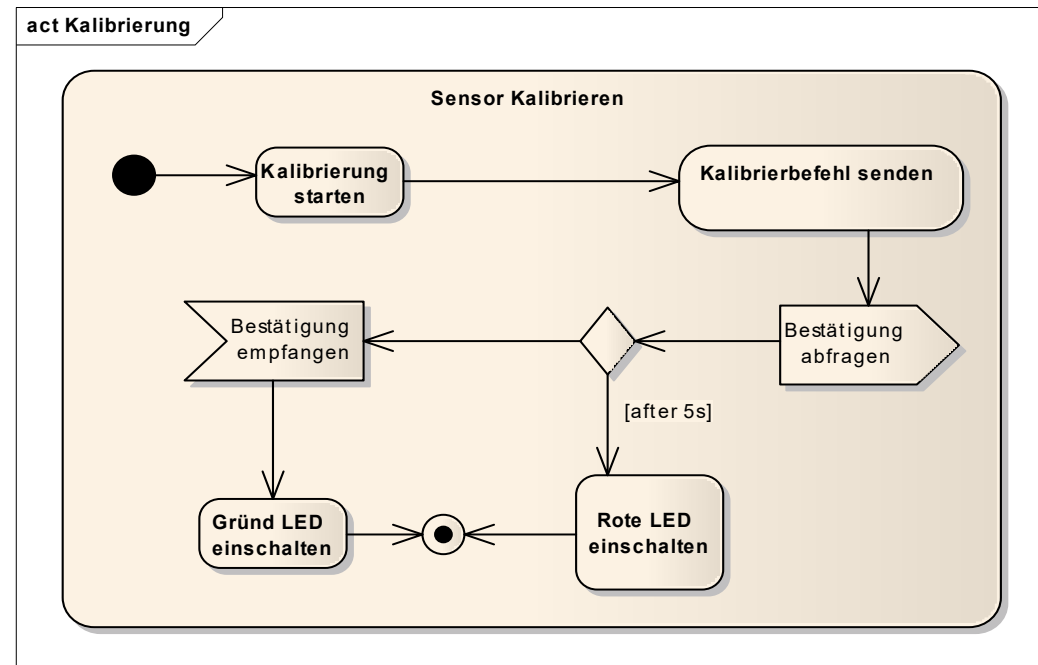 act Kalibrierung
Sensor Kalibrieren
Kalibrierung
starten
Kalibrierbefehl senden
Bestätigung
empfangen
Bestätigung
abfragen
[after 5s]
Gründ LED
einschalten
Rote LED
einschalten